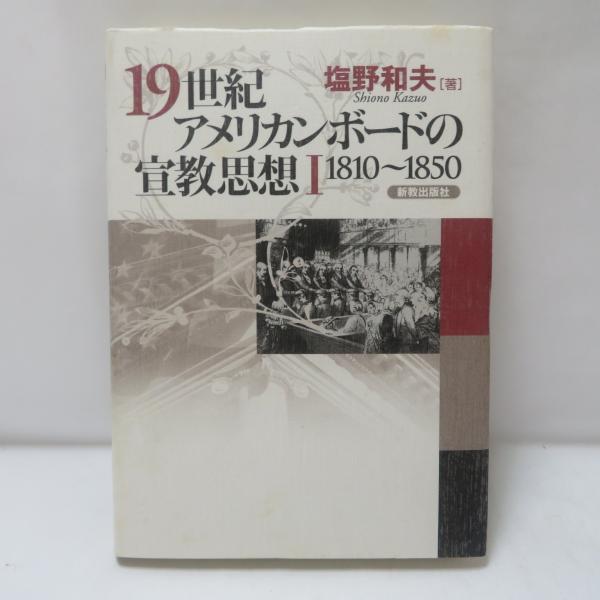 19世紀
アメリカンボードの
宣教思想I 1810〜1850
塩野和夫[著]
Shiono Kazuo
新教出版社